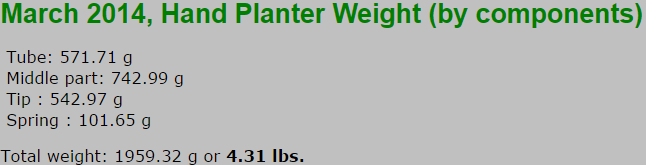 March 2014, Hand Planter Weight (by components)
Tube: 571.71 g
Middle part: 742.99 g
Tip : 542.97 g
Spring : 101.65 g
Total weight: 1959.32 g or 4.31 lbs.